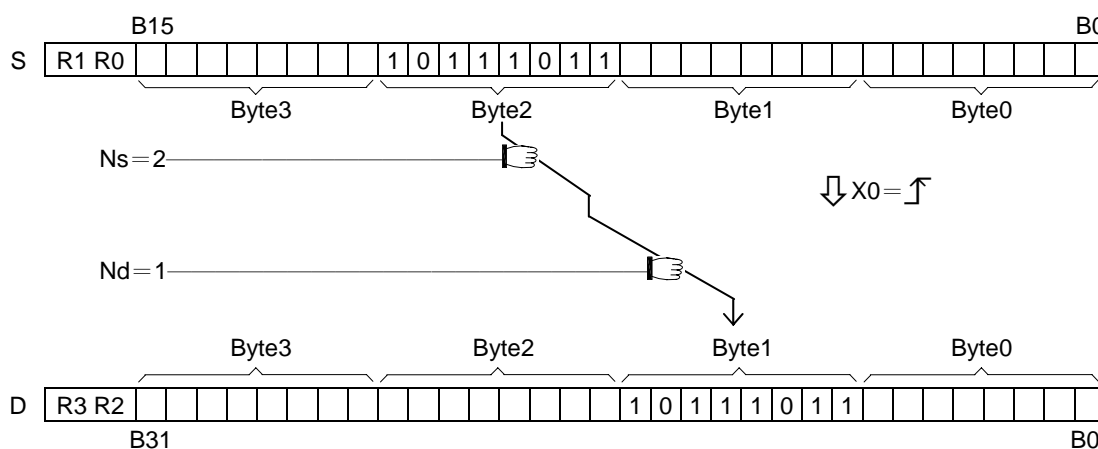 B15 B0
S R1 R0 1 0 1 1 1 0 1 1
Byte3 Byte2 Byte1 Byte0
Ns=2
X0=
Nd=1
Byte3 Byte2 Byte1 Byte0
D R3 R2 1 0 1 1 1 0 1 1
B31 B0